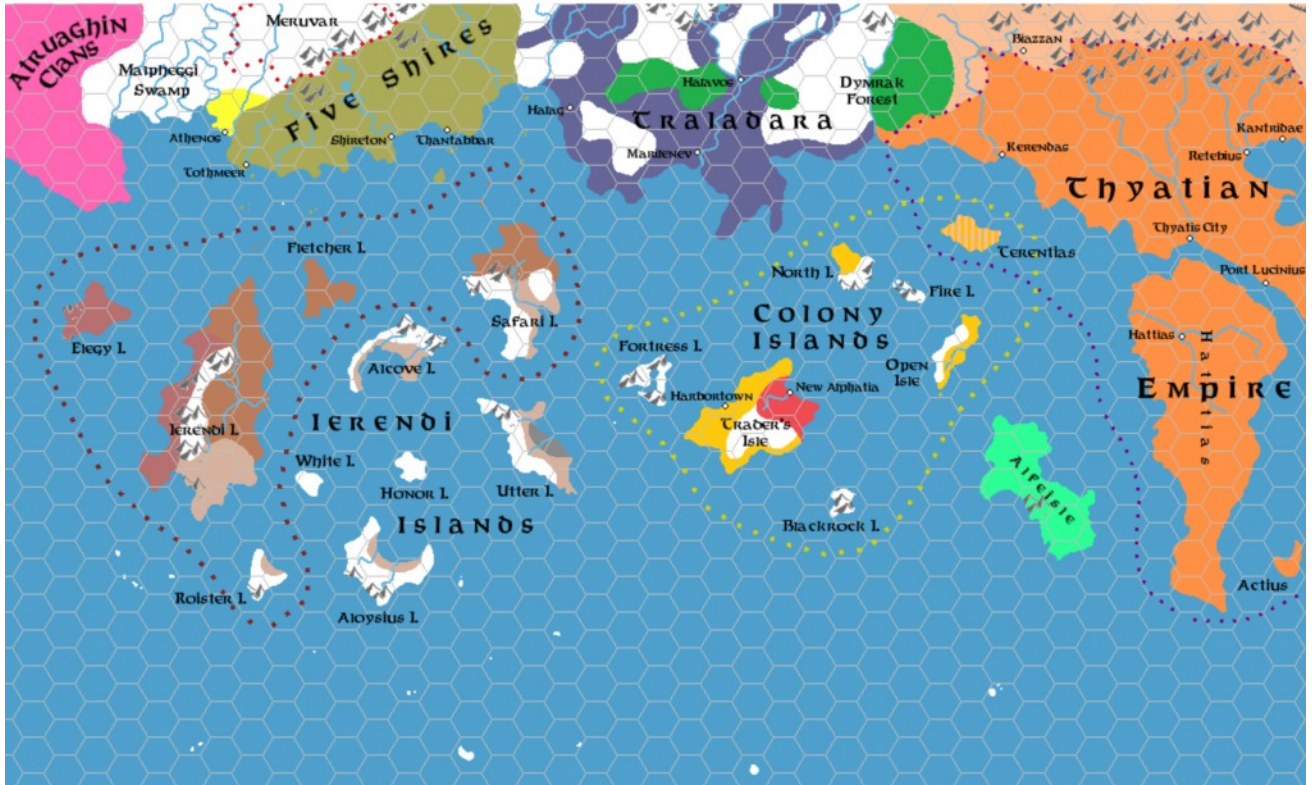 Atruaghin
Clans
Malpheggi
Swamp
Meruvar
Five Shires
Athenos
Tothmeer
Shireton
Thantabbar
Halag
Halavos
Traladara
Marilenev
Dymrak
Forest
Biazzan
Kerendas
Kantridae
Retebius
Thyatian
Thyatis City
Port Lucinius
Terentias
Fletcher I.
Elegy I.
Safari I.
Alcove I.
Ierendi I.
Ierendi
White I.
Honor I.
Utter I.
Islands
Roister I.
Aloysius I.
North I.
Fire I.
Colony
Islands
Fortress I.
Open
Isle
Harbortown
New Alphatia
Trader's
Isle
Blackrock I.
Alfeisle
Hattias
Hattias
Empire
Actius